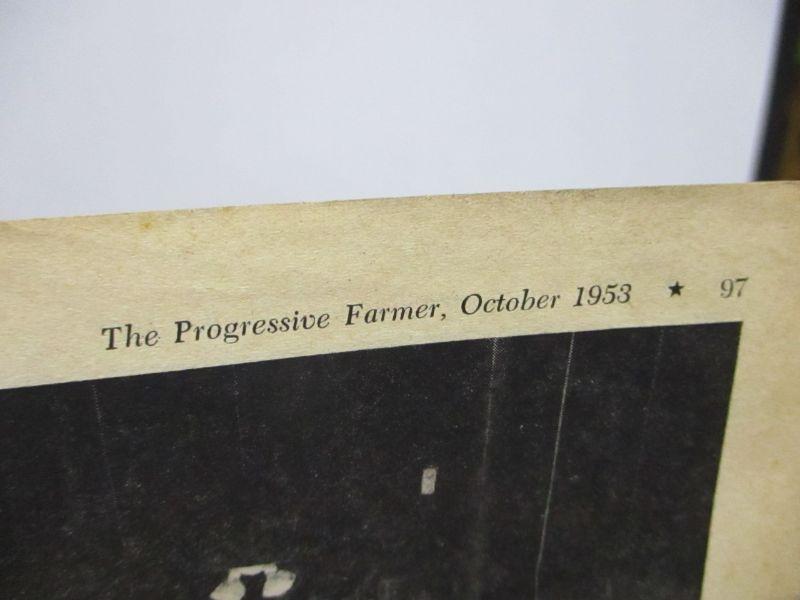 The Progressive Farmer, October 1953 ★ 97